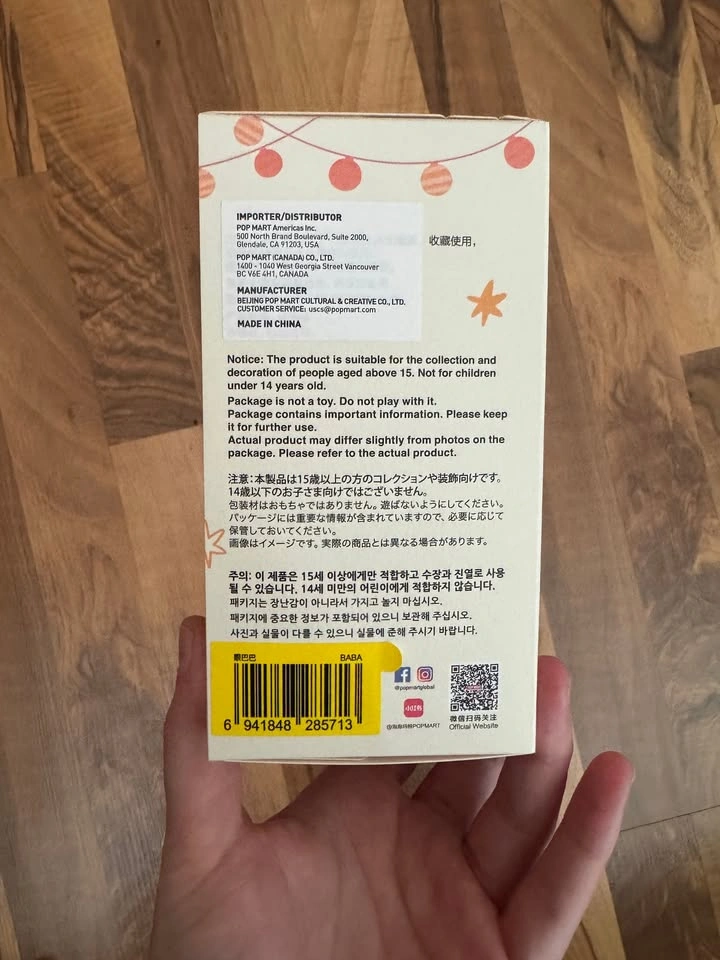 IMPORTER/DISTRIBUTOR
POP MART Americas Inc.
500 North Brand Boulevard, Suite 2000,
Glendale, CA 91203, USA
POP MART (CANADA) CO., LTD.
1400 - 1040 West Georgia Street Vancouver
BC V6E 4H1, CANADA
MANUFACTURER
BEIJING POP MART CULTURAL & CREATIVE CO., LTD.
CUSTOMER SERVICE: uscs@popmart.com
MADE IN CHINA
收藏使用，
Notice: The product is suitable for the collection and
decoration of people aged above 15. Not for children
under 14 years old.
Package is not a toy. Do not play with it.
Package contains important information. Please keep
it for further use.
Actual product may differ slightly from photos on the
package. Please refer to the actual product.
注意：本製品は15歳以上の方のコレクションや装飾向けです。
14歳以下のお子さま向けではございません。
包装材はおもちゃではありません。遊ばないようにしてください。
パッケージには重要な情報が含まれていますので、必要に応じて
保管しておいてください。
画像はイメージです。実際の商品とは異なる場合があります。
주의: 이 제품은 15세 이상에게만 적합하고 수장과 진열로 사용
될 수 있습니다. 14세 미만의 어린이에게 적합하지 않습니다.
패키지는 장난감이 아니라서 가지고 놀지 마십시오.
패키지에 중요한 정보가 포함되어 있으니 보관해 주십시오.
사진과 실물이 다를 수 있으니 실물에 준해 주시기 바랍니다.
眼巴巴 BABA
6 941848 285713
@popmartglobal
小红书
POPMART
微信扫码关注
Official Website